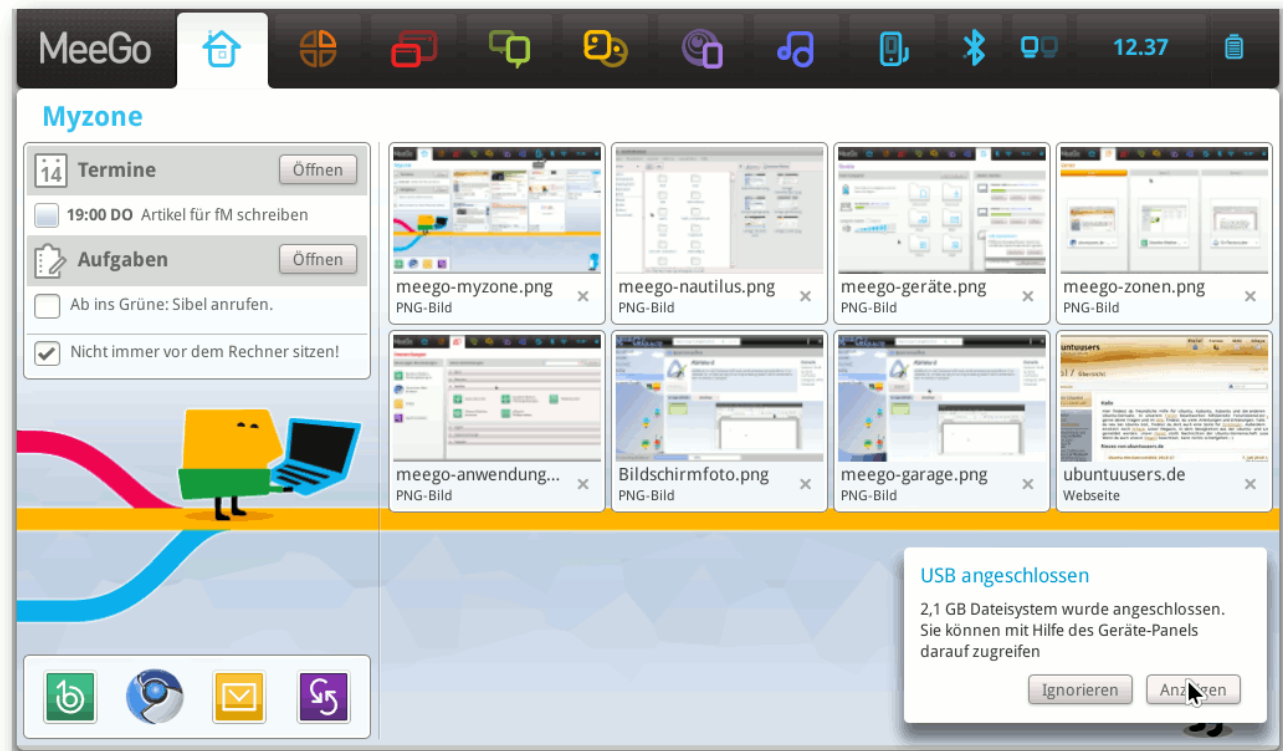 MeeGo
12.37
Myzone
14 Termine Öffnen
19:00 DO Artikel für fM schreiben
Aufgaben Öffnen
Ab ins Grüne: Sibel anrufen.
Nicht immer vor dem Rechner sitzen!
meego-myzone.png
PNG-Bild
meego-nautilus.png
PNG-Bild
meego-geräte.png
PNG-Bild
meego-zonen.png
PNG-Bild
meego-anwendung...
PNG-Bild
Bildschirmfoto.png
PNG-Bild
meego-garage.png
PNG-Bild
ubuntuusers.de
Webseite
USB angeschlossen
2,1 GB Dateisystem wurde angeschlossen.
Sie können mit Hilfe des Geräte-Panels
darauf zugreifen
Ignorieren